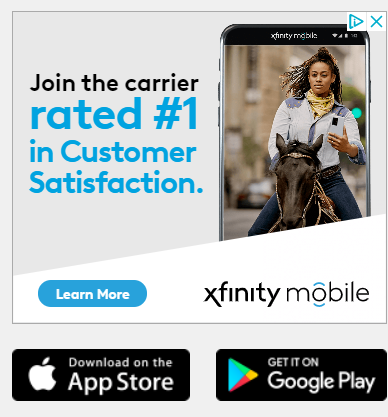 xfinity mobile
Join the carrier
rated #1
in Customer
Satisfaction.
Learn More
xfinity mobile
Download on the
App Store
GET IT ON
Google Play